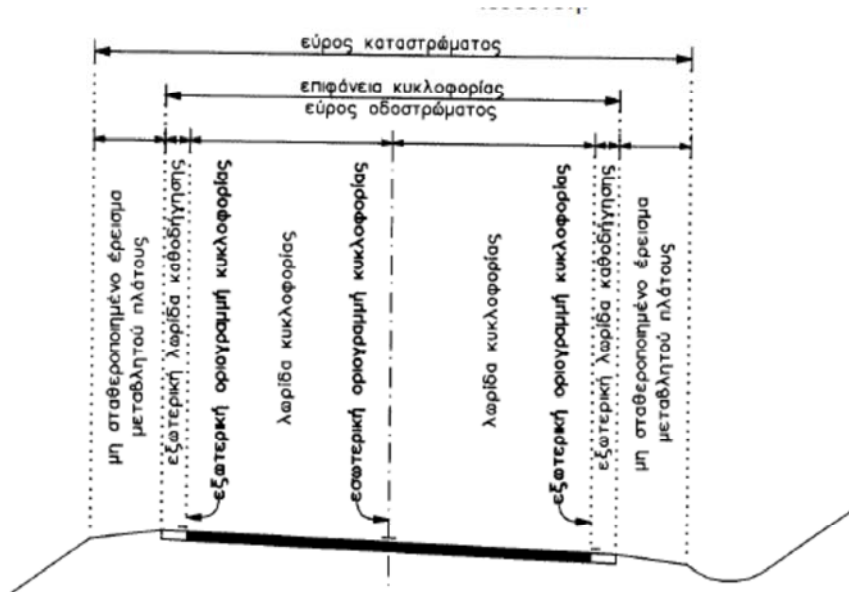 εύρος καταστρώματος
επιφάνεια κυκλοφορίας
εύρος οδοστρώματος
μη σταθεροποιημένο έρεισμα
μεταβλητού πλάτους
εξωτερική λωρίδα καθοδήγησης
εξωτερική οριογραμμή κυκλοφορίας
λωρίδα κυκλοφορίας
εσωτερική οριογραμμή κυκλοφορίας
λωρίδα κυκλοφορίας
εξωτερική οριογραμμή κυκλοφορίας
εξωτερική λωρίδα καθοδήγησης
μη σταθεροποιημένο έρεισμα
μεταβλητού πλάτους